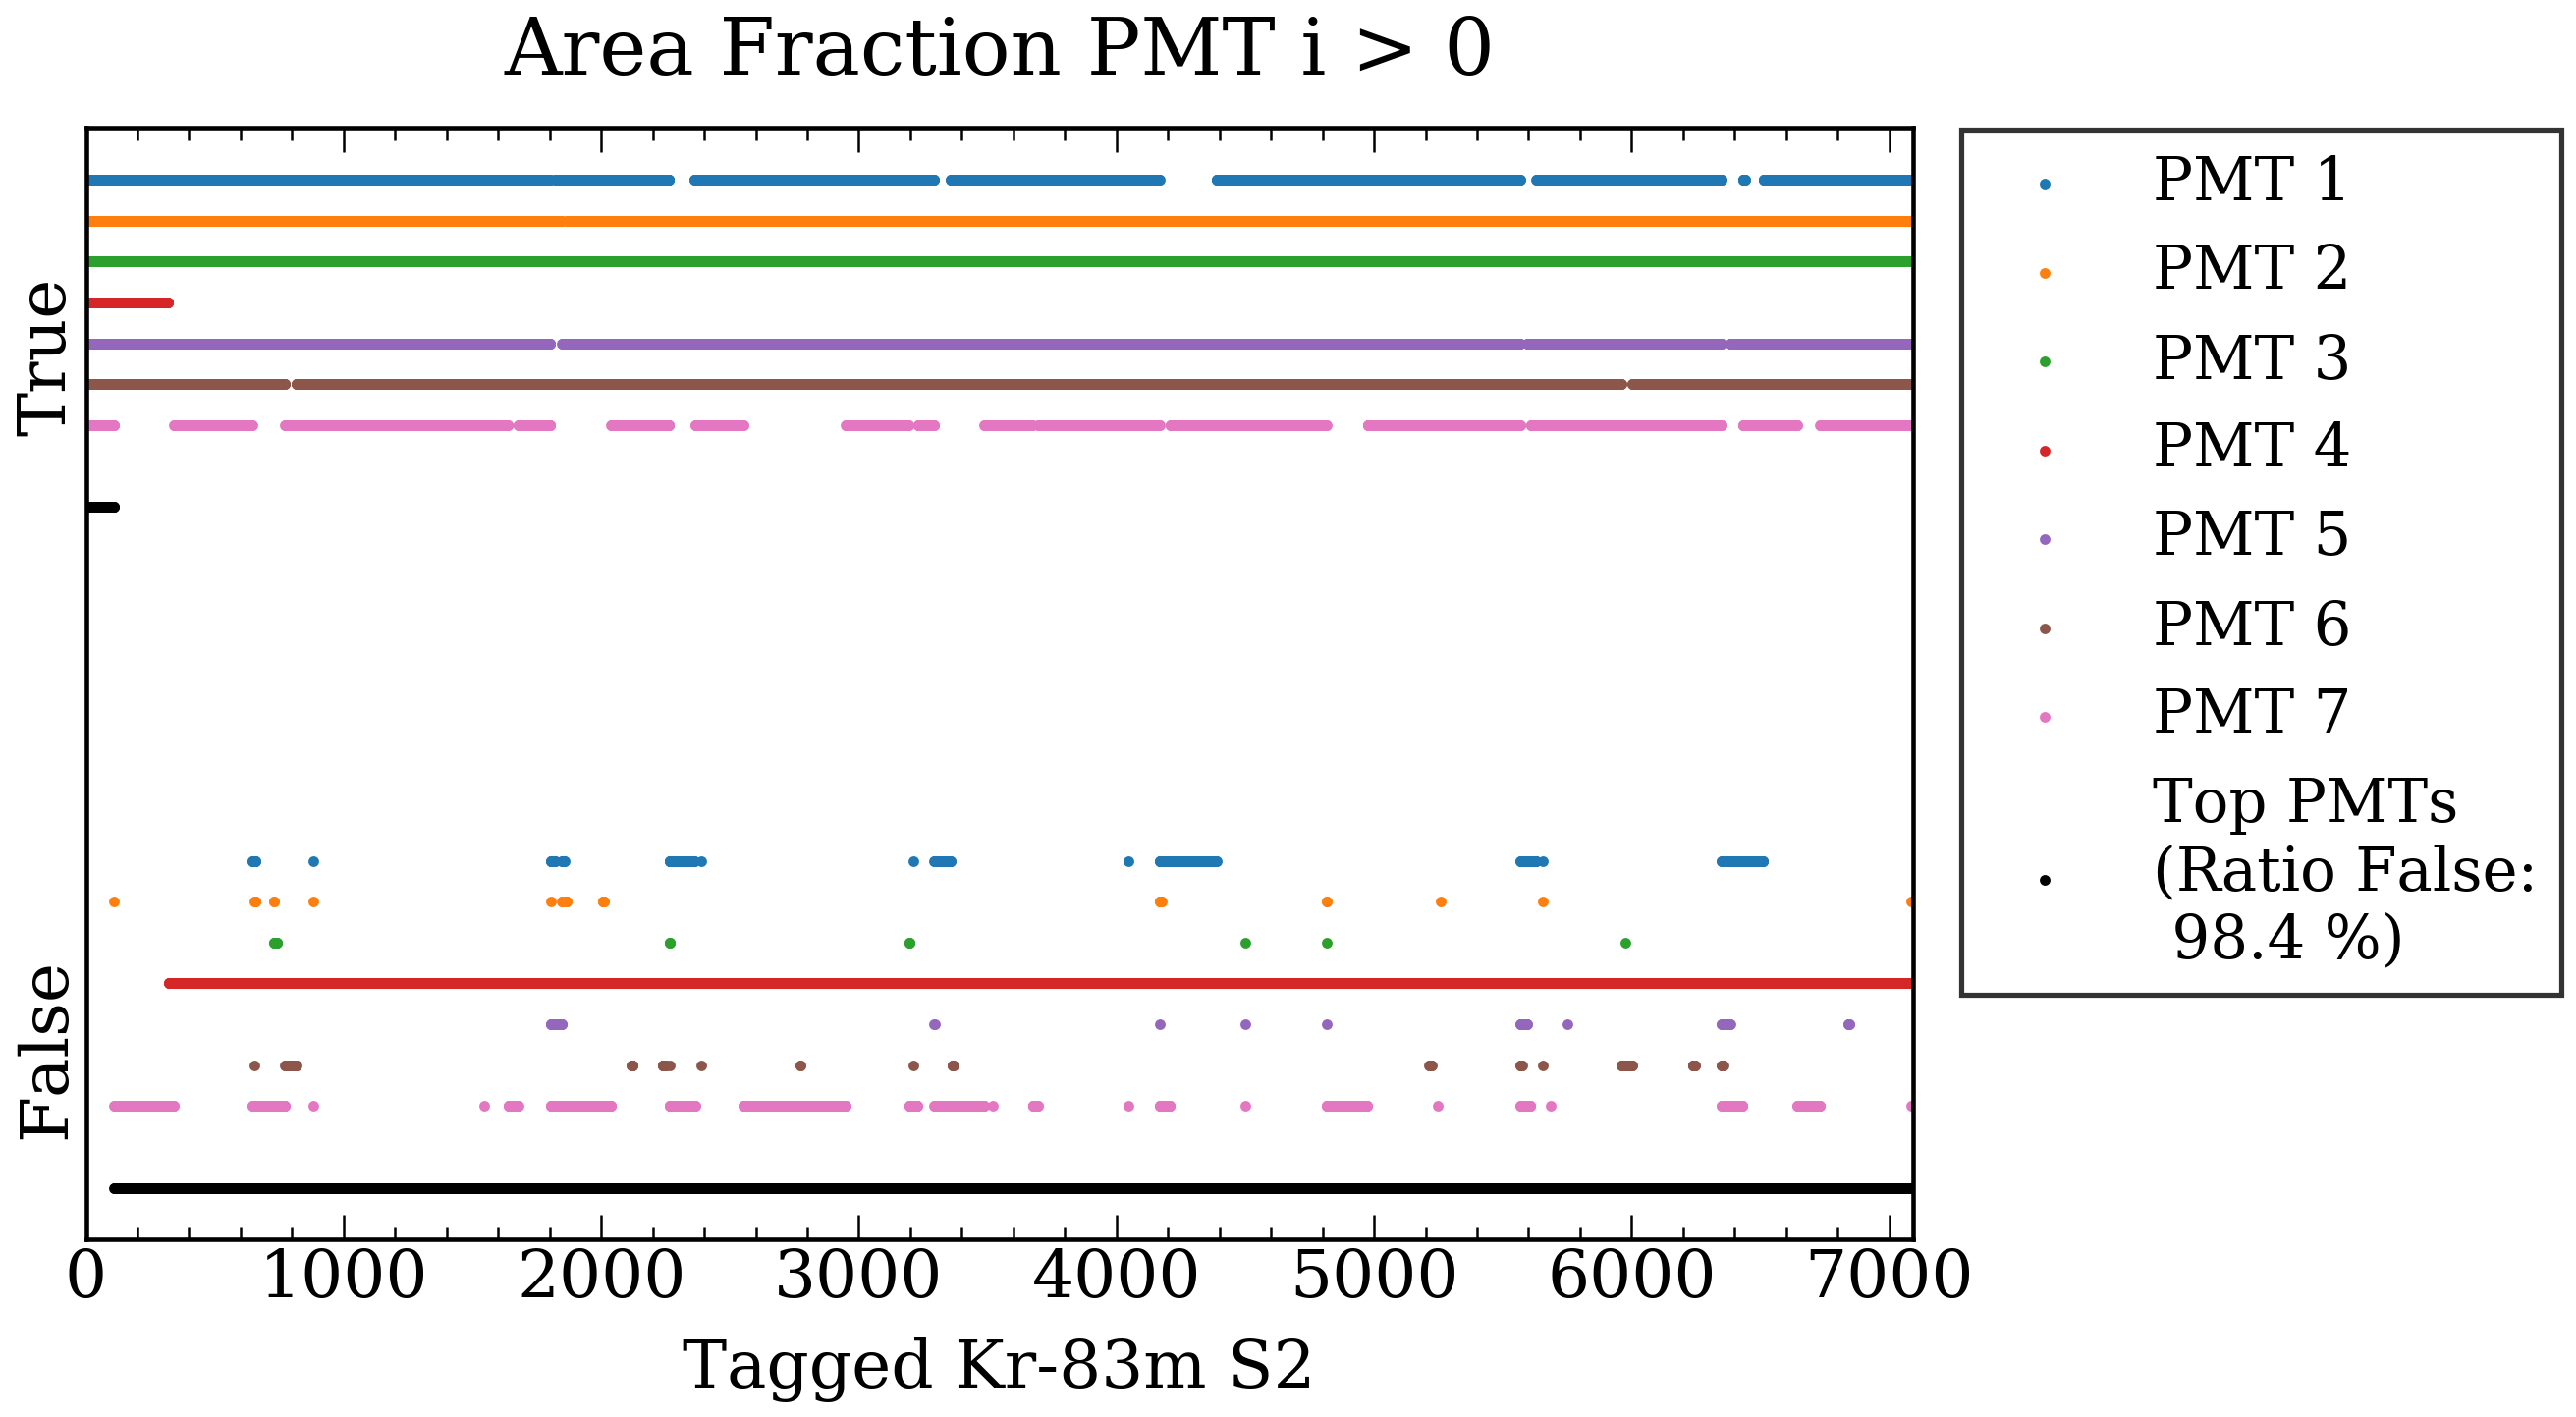 Area Fraction PMT i > 0
True
False
0 1000 2000 3000 4000 5000 6000 7000
Tagged Kr-83m S2
PMT 1
PMT 2
PMT 3
PMT 4
PMT 5
PMT 6
PMT 7
Top PMTs
(Ratio False:
98.4 %)